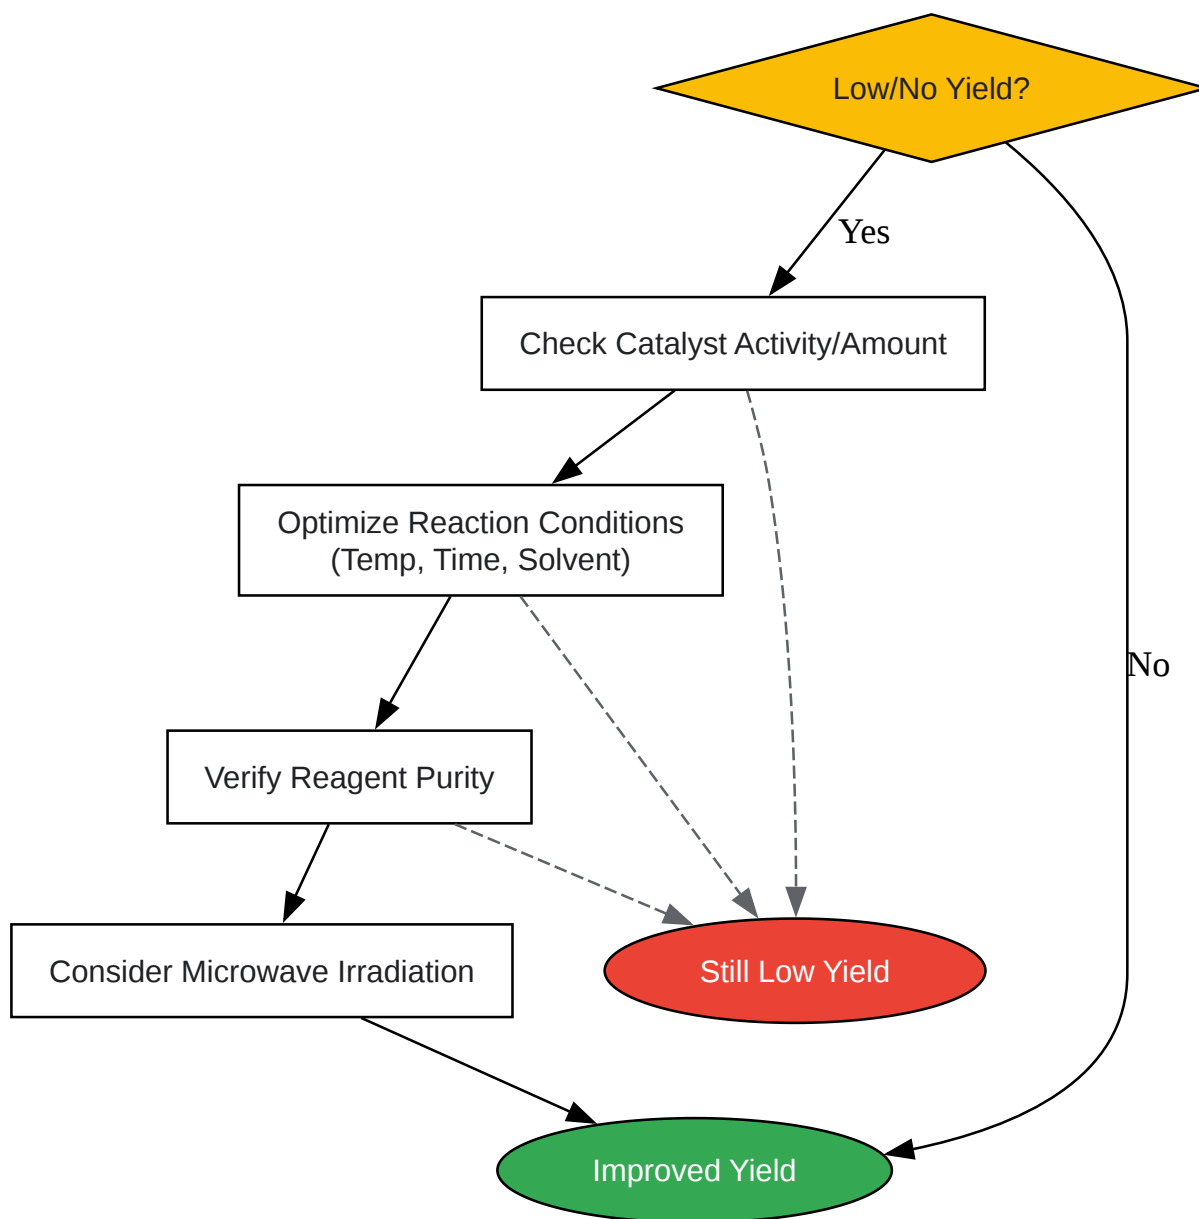 Low/No Yield?
Yes
Check Catalyst Activity/Amount
Optimize Reaction Conditions
(Temp, Time, Solvent)
No
Verify Reagent Purity
Consider Microwave Irradiation
Still Low Yield
Improved Yield